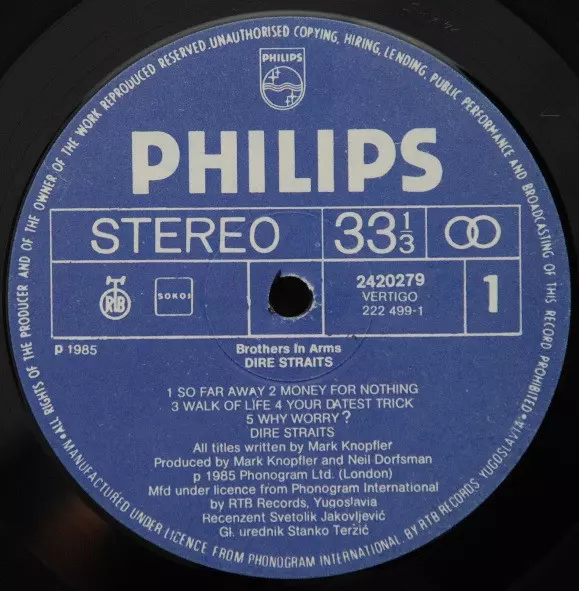 • ALL RIGHTS OF THE PRODUCER AND OF THE OWNER OF THE WORK REPRODUCED RESERVED. UNAUTHORISED COPYING, HIRING, LENDING, PUBLIC PERFORMANCE AND BROADCASTING OF THIS RECORD PROHIBITED •
PHILIPS
PHILIPS
STEREO 33 1/3
RTB SOKOJ
2420279
VERTIGO
222 499-1
1
p 1985
Brothers In Arms
DIRE STRAITS
1 SO FAR AWAY 2 MONEY FOR NOTHING
3 WALK OF LIFE 4 YOUR DATEST TRICK
5 WHY WORRY?
DIRE STRAITS
All titles written by Mark Knopfler
Produced by Mark Knopfler and Neil Dorfsman
p 1985 Phonogram Ltd. (London)
Mfd under licence from Phonogram International
by RTB Records, Yugoslavia
Recenzent Svetolik Jakovljević
Gl. urednik Stanko Teržić
MANUFACTURED UNDER LICENCE FROM PHONOGRAM INTERNATIONAL, BY RTB RECORDS YUGOSLAVIA